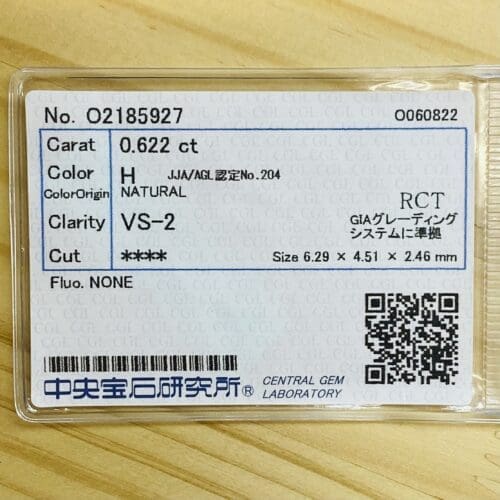 No. O2185927 O060822
Carat 0.622 ct
Color H JJA/AGL認定No.204
ColorOrigin NATURAL
RCT
Clarity VS-2 GIAグレーディング
システムに準拠
Cut **** Size 6.29 × 4.51 × 2.46 mm
Fluo. NONE
中央宝石研究所® CENTRAL GEM
LABORATORY